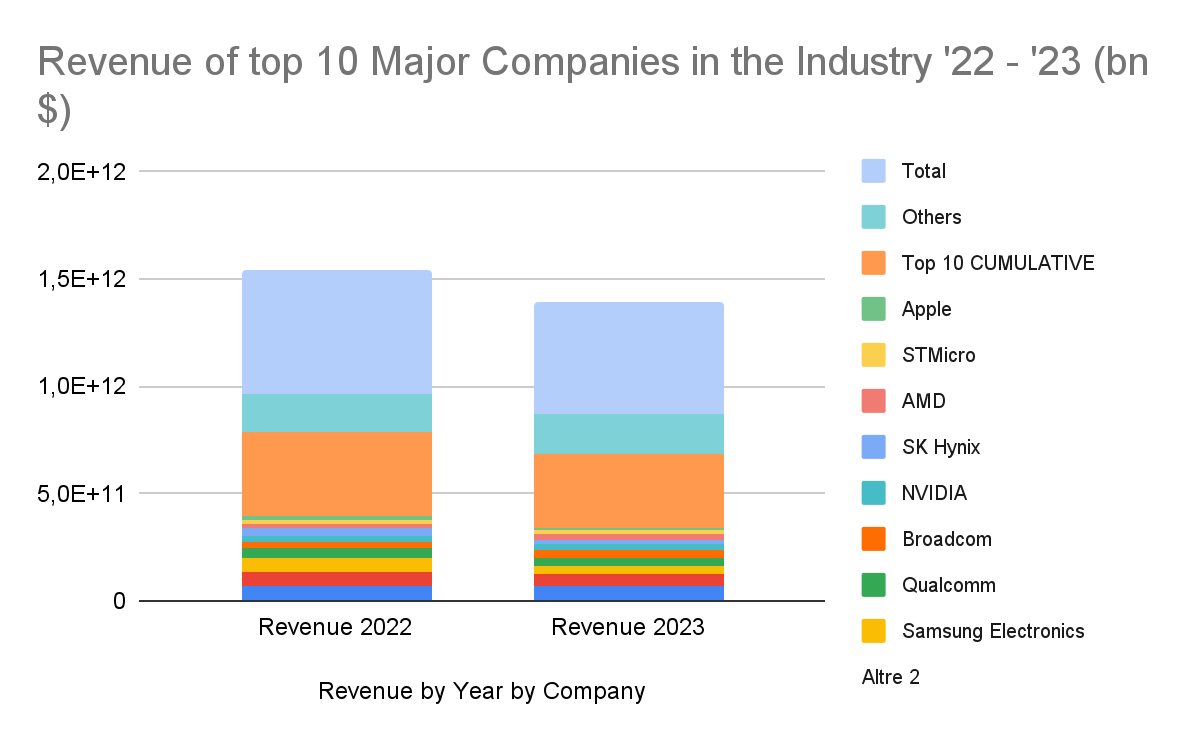 Revenue of top 10 Major Companies in the Industry '22 - '23 (bn
$)
2,0E+12
1,5E+12
1,0E+12
5,0E+11
0
Revenue 2022
Revenue 2023
Revenue by Year by Company
Total
Others
Top 10 CUMULATIVE
Apple
STMicro
AMD
SK Hynix
NVIDIA
Broadcom
Qualcomm
Samsung Electronics
Altre 2